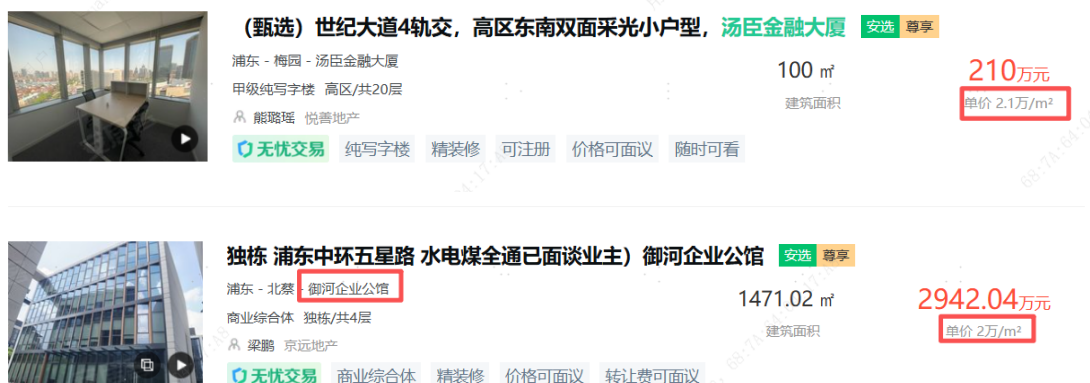 （甄选）世纪大道4轨交，高区东南双面采光小户型，汤臣金融大厦 安选 尊享
浦东 - 梅园 - 汤臣金融大厦
100 ㎡
210万元
甲级纯写字楼 高区/共20层
建筑面积
单价 2.1万/m²
熊璐瑶 悦善地产
无忧交易 纯写字楼 精装修 可注册 价格可面议 随时可看
独栋 浦东中环五星路 水电煤全通已面谈业主）御河企业公馆 安选 尊享
浦东 - 北蔡 - 御河企业公馆
1471.02 ㎡
2942.04万元
商业综合体 独栋/共4层
建筑面积
单价 2万/m²
梁鹏 京远地产
无忧交易 商业综合体 精装修 价格可面议 转让费可面议